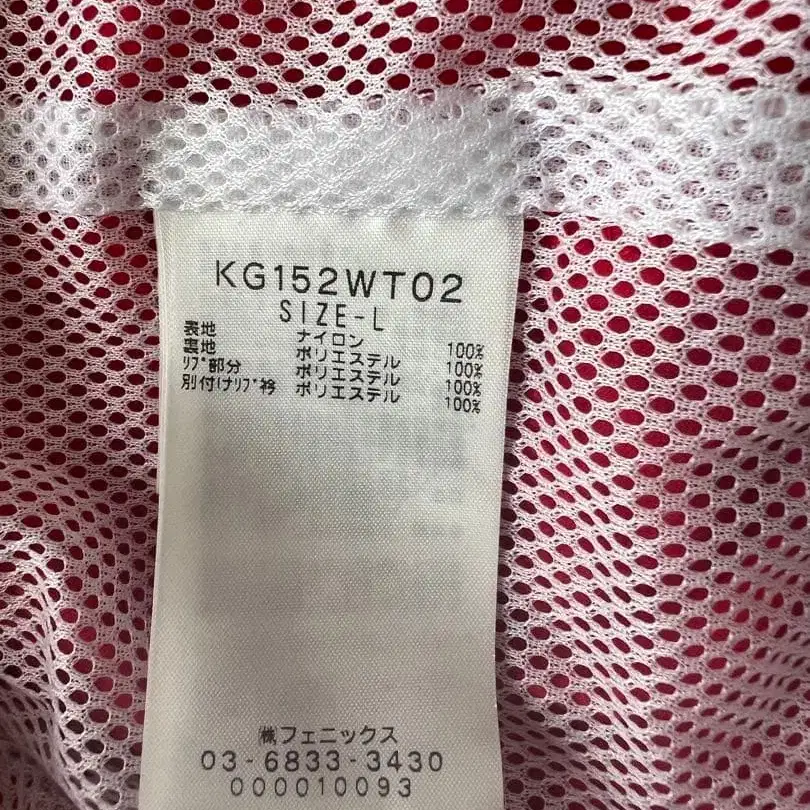 KG152WT02
SIZE-L
表地 ナイロン 100%
裏地 ポリエステル 100%
ﾘﾌﾞ部分 ポリエステル 100%
別付けﾅﾘﾌﾞ衿 ポリエステル 100%
㈱フェニックス
03-6833-3430
000010093